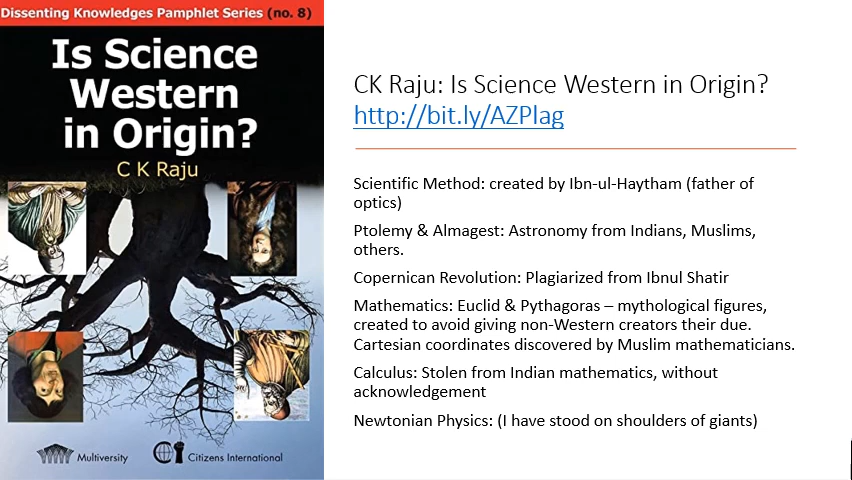 Dissenting Knowledges Pamphlet Series (no. 8)
Is Science
Western
in Origin?
C K Raju
Multiversity
Citizens International
CK Raju: Is Science Western in Origin?
http://bit.ly/AZPlag
Scientific Method: created by Ibn-ul-Haytham (father of
optics)
Ptolemy & Almagest: Astronomy from Indians, Muslims,
others.
Copernican Revolution: Plagiarized from Ibnul Shatir
Mathematics: Euclid & Pythagoras – mythological figures,
created to avoid giving non-Western creators their due.
Cartesian coordinates discovered by Muslim mathematicians.
Calculus: Stolen from Indian mathematics, without
acknowledgement
Newtonian Physics: (I have stood on shoulders of giants)